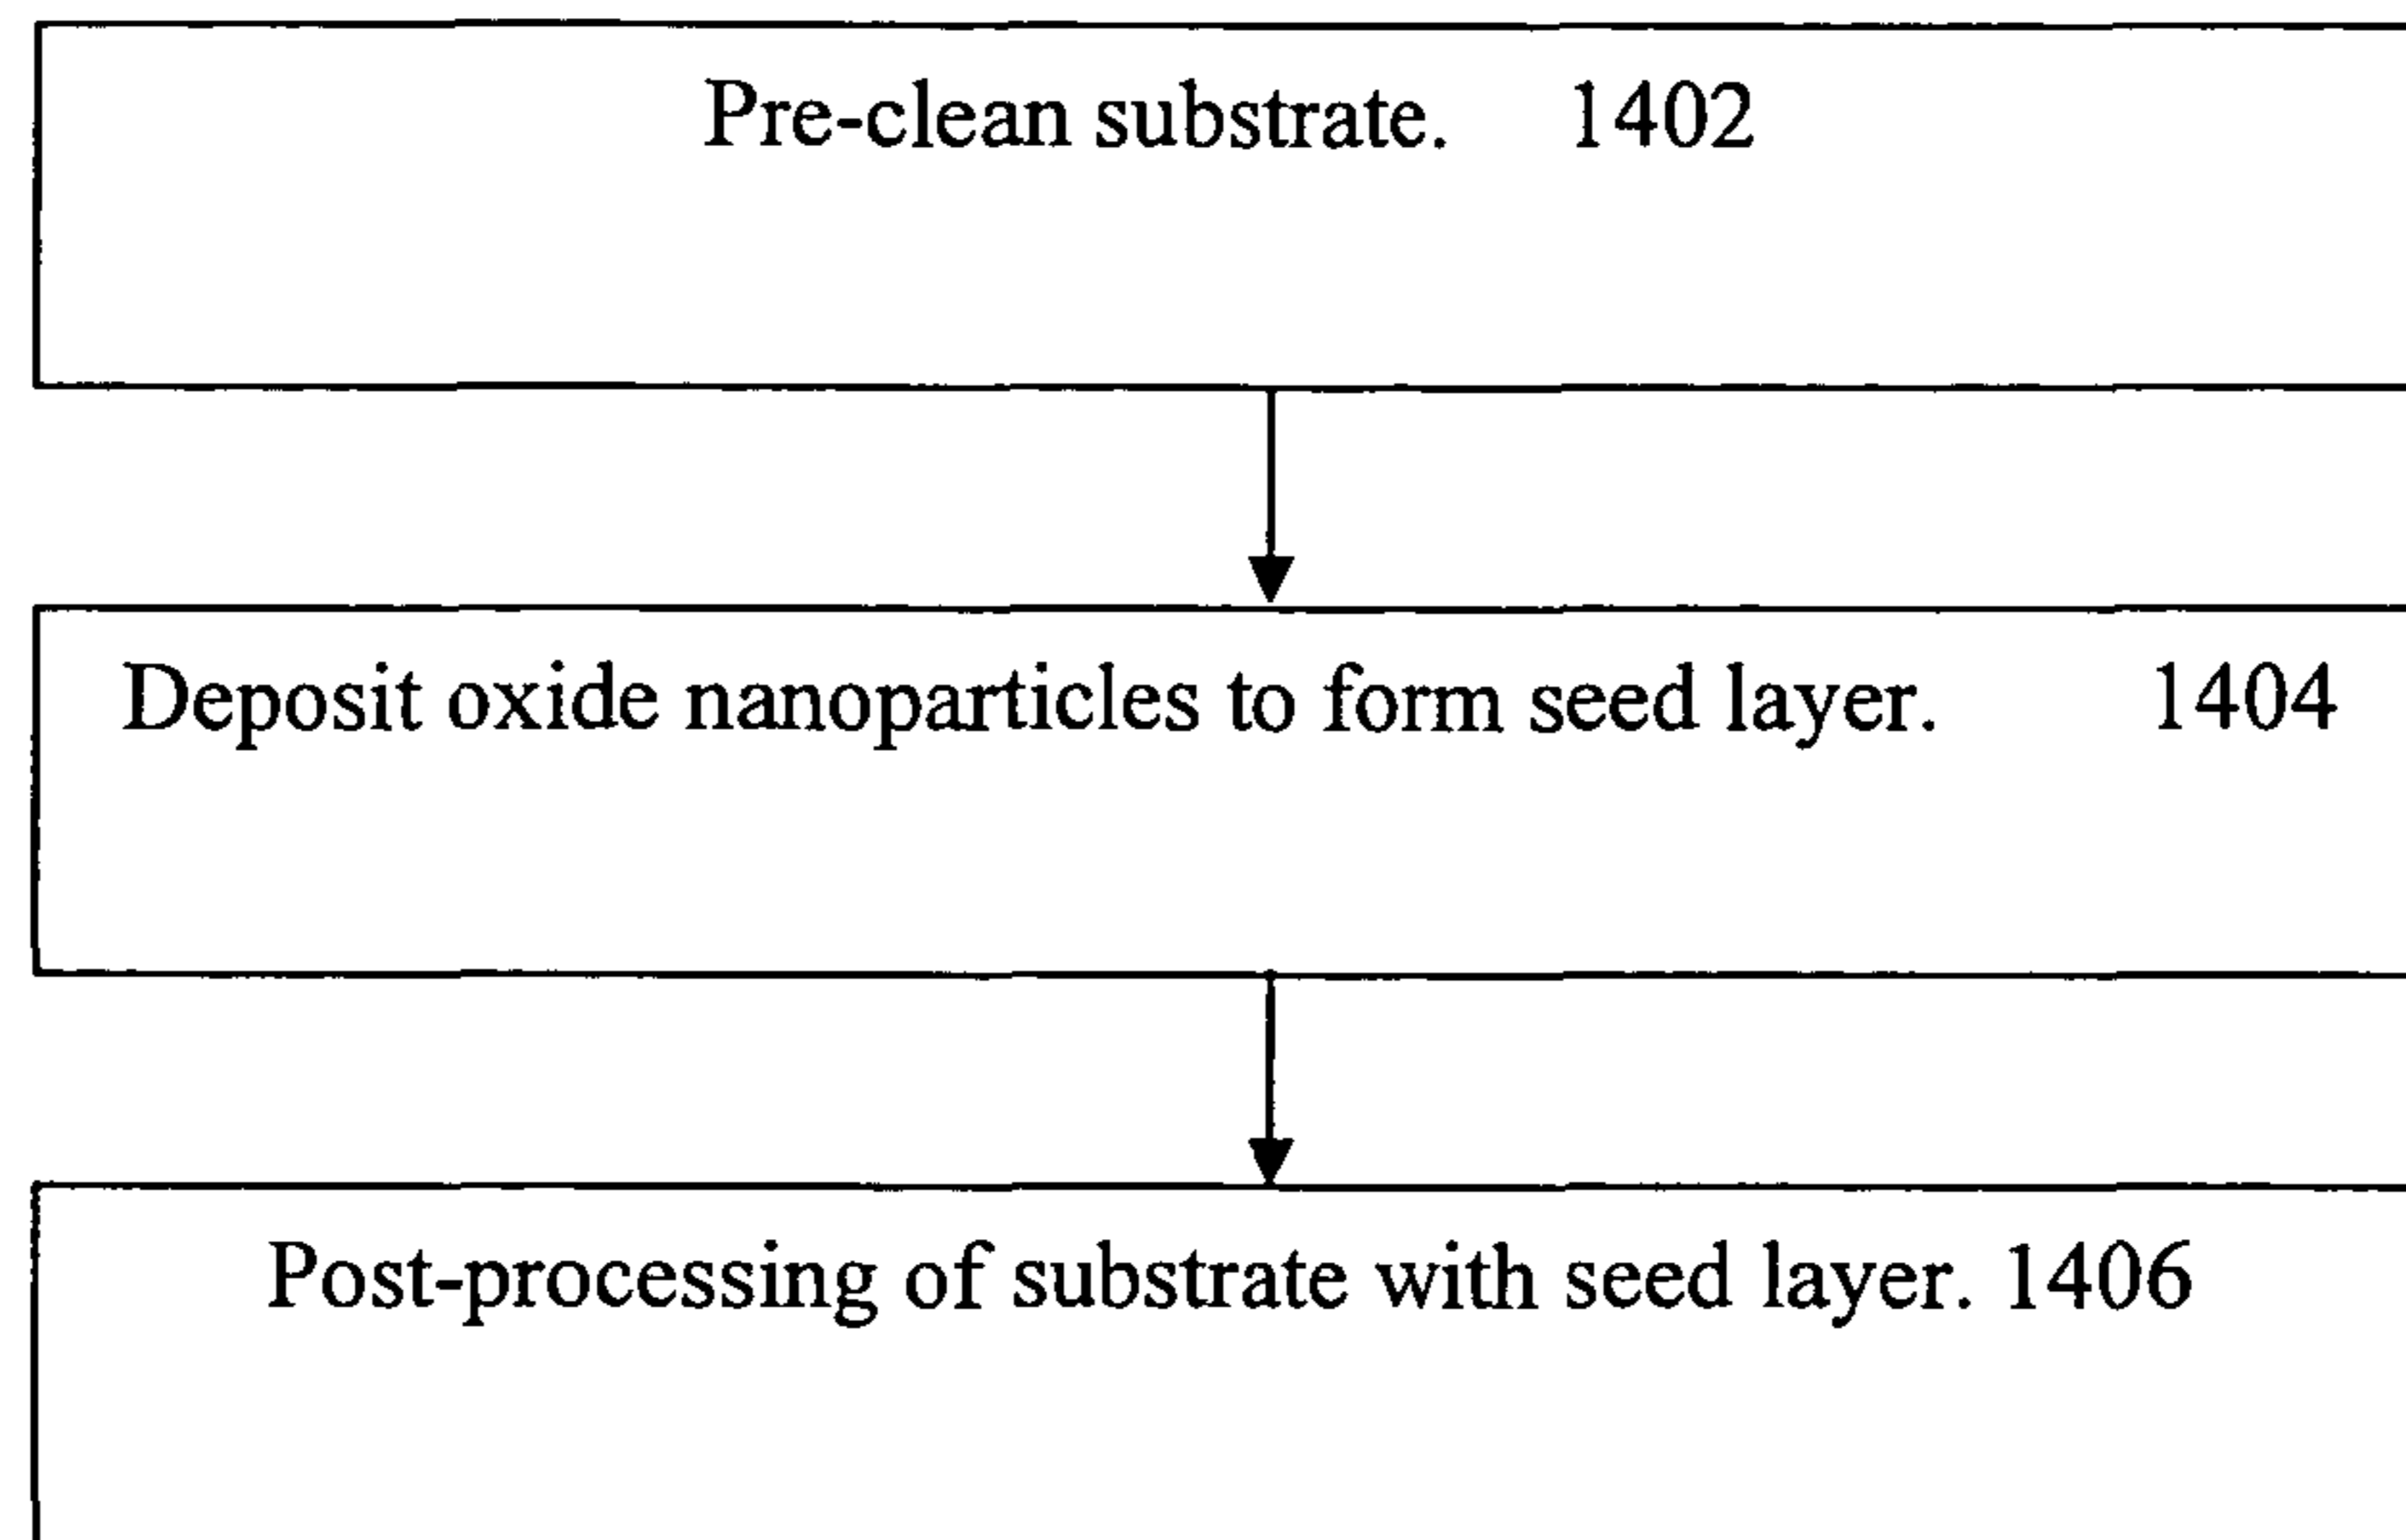 Pre-clean substrate. 1402
Deposit oxide nanoparticles to form seed layer. 1404
Post-processing of substrate with seed layer. 1406